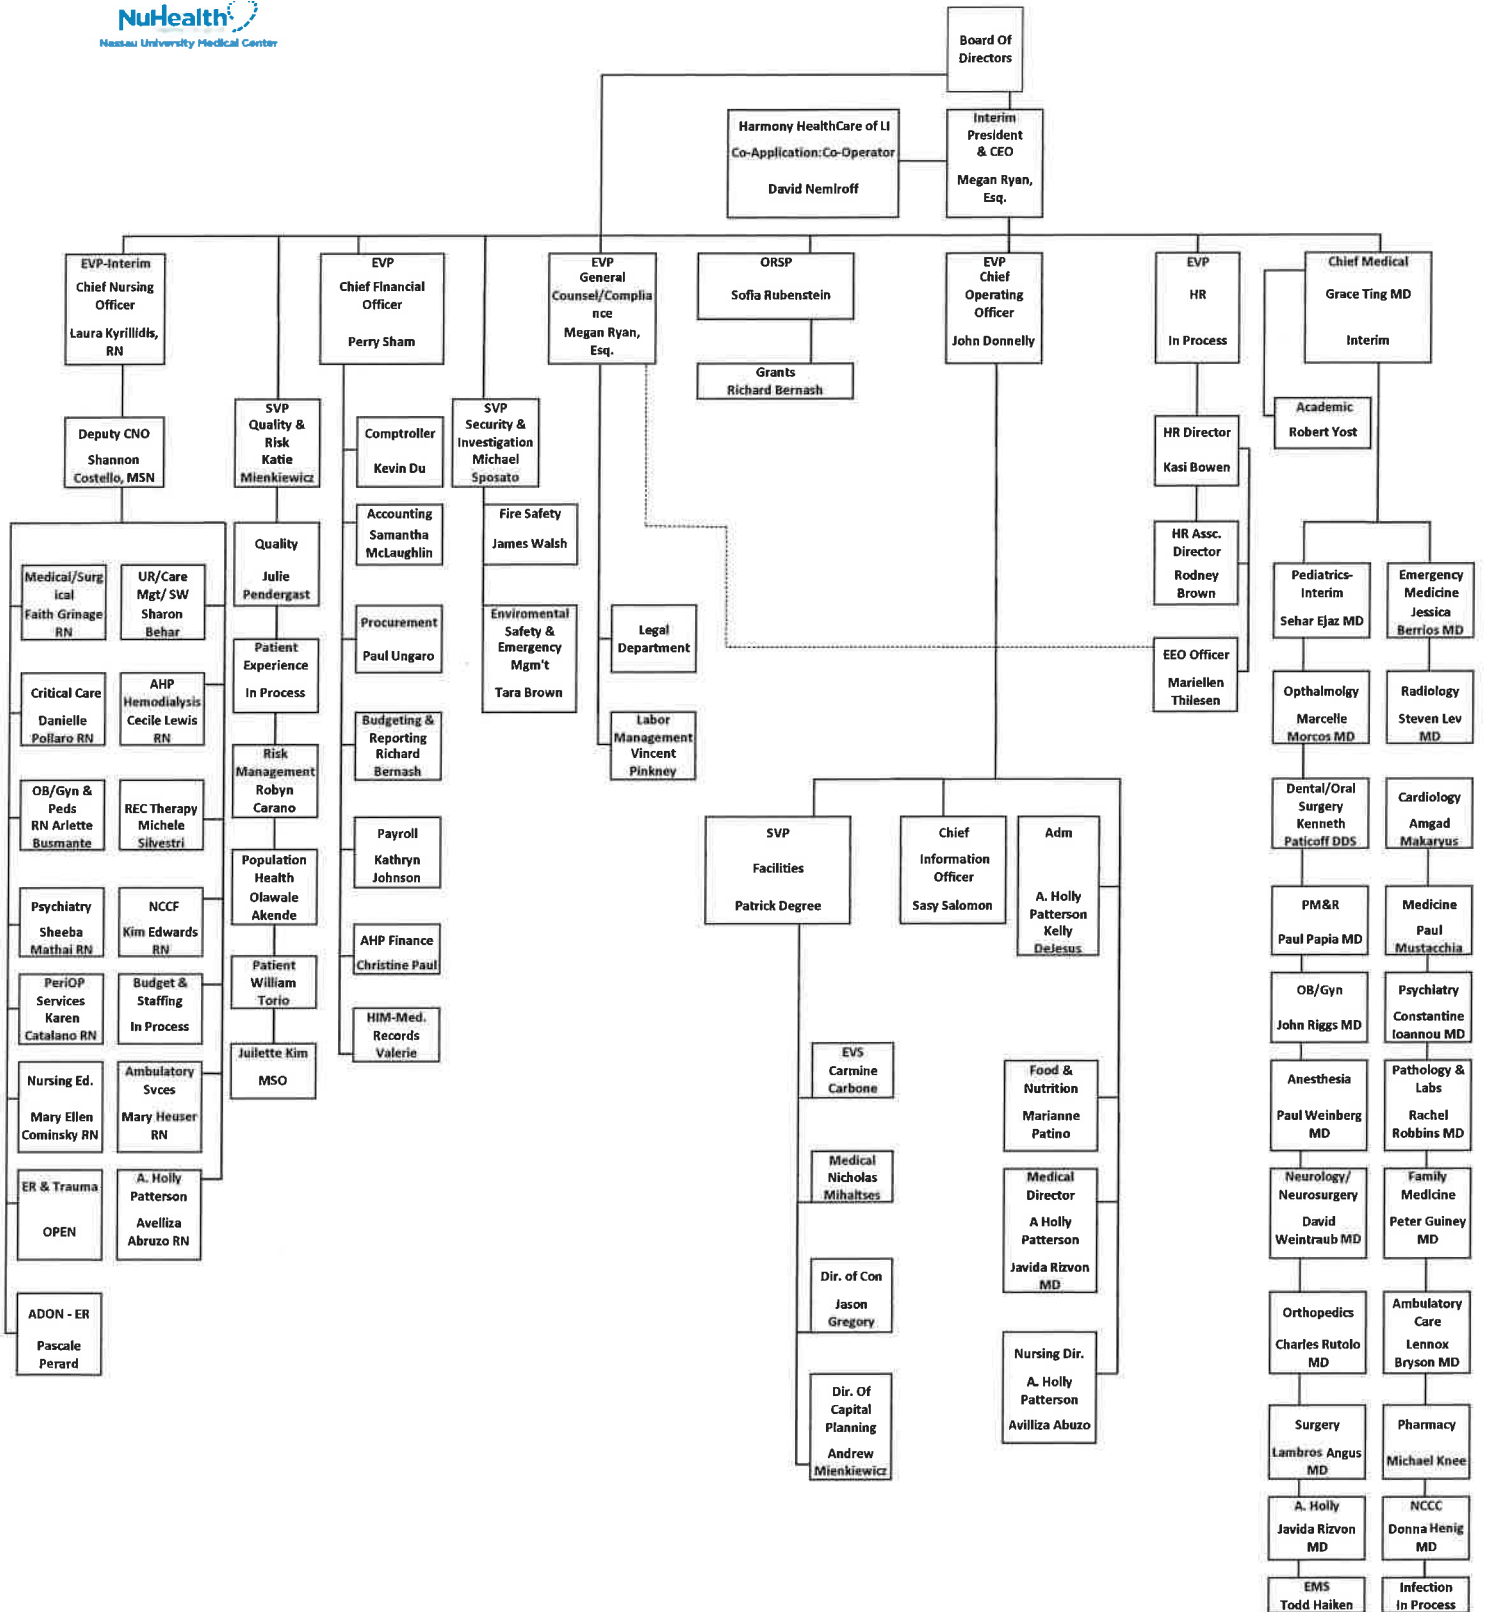 NuHealth
Nassau University Medical Center
Board Of
Directors
Harmony HealthCare of LI
Co-Application:Co-Operator
David Nemiroff
Interim
President
& CEO
Megan Ryan,
Esq.
EVP-Interim
Chief Nursing
Officer
Laura Kyrillidis,
RN
EVP
Chief Financial
Officer
Perry Sham
EVP
General
Counsel/Complia
nce
Megan Ryan,
Esq.
ORSP
Sofia Rubenstein
Grants
Richard Bernash
EVP
Chief
Operating
Officer
John Donnelly
EVP
HR
In Process
Chief Medical
Grace Ting MD
Interim
Academic
Robert Yost
Deputy CNO
Shannon
Costello, MSN
SVP
Quality &
Risk
Katie
Mienkiewicz
Comptroller
Kevin Du
SVP
Security &
Investigation
Michael
Sposato
HR Director
Kasi Bowen
Accounting
Samantha
McLaughlin
Fire Safety
James Walsh
HR Assc.
Director
Rodney
Brown
Quality
Julie
Pendergast
Medical/Surg
ical
Faith Grinage
RN
UR/Care
Mgt/ SW
Sharon
Behar
Patient
Experience
In Process
Procurement
Paul Ungaro
Enviromental
Safety &
Emergency
Mgm't
Tara Brown
Legal
Department
EEO Officer
Mariellen
Thilesen
Pediatrics-
Interim
Sehar Ejaz MD
Emergency
Medicine
Jessica
Berrios MD
Critical Care
Danielle
Pollaro RN
AHP
Hemodialysis
Cecile Lewis
RN
Risk
Management
Robyn
Carano
Budgeting &
Reporting
Richard
Bernash
Labor
Management
Vincent
Pinkney
Opthalmolgy
Marcelle
Morcos MD
Radiology
Steven Lev
MD
OB/Gyn &
Peds
RN Arlette
Busmante
REC Therapy
Michele
Silvestri
Population
Health
Olawale
Akende
Payroll
Kathryn
Johnson
SVP
Facilities
Patrick Degree
Chief
Information
Officer
Sasy Salomon
Adm
A. Holly
Patterson
Kelly
DeJesus
Dental/Oral
Surgery
Kenneth
Paticoff DDS
Cardiology
Amgad
Makaryus
Psychiatry
Sheeba
Mathai RN
NCCF
Kim Edwards
RN
Patient
William
Torio
AHP Finance
Christine Paul
PM&R
Paul Papia MD
Medicine
Paul
Mustacchia
PeriOP
Services
Karen
Catalano RN
Budget &
Staffing
In Process
Juilette Kim
MSO
HIM-Med.
Records
Valerie
EVS
Carmine
Carbone
Food &
Nutrition
Marianne
Patino
OB/Gyn
John Riggs MD
Psychiatry
Constantine
Ioannou MD
Nursing Ed.
Mary Ellen
Cominsky RN
Ambulatory
Svces
Mary Heuser
RN
Anesthesia
Paul Weinberg
MD
Pathology &
Labs
Rachel
Robbins MD
ER & Trauma
OPEN
A. Holly
Patterson
Avelliza
Abruzo RN
Medical
Nicholas
Mihaltses
Medical
Director
A Holly
Patterson
Javida Rizvon
MD
Neurology/
Neurosurgery
David
Weintraub MD
Family
Medicine
Peter Guiney
MD
ADON - ER
Pascale
Perard
Dir. of Con
Jason
Gregory
Nursing Dir.
A. Holly
Patterson
Avilliza Abuzo
Orthopedics
Charles Rutolo
MD
Ambulatory
Care
Lennox
Bryson MD
Dir. Of
Capital
Planning
Andrew
Mienkiewicz
Surgery
Lambros Angus
MD
Pharmacy
Michael Knee
A. Holly
Javida Rizvon
MD
NCCC
Donna Henig
MD
EMS
Todd Haiken
Infection
In Process